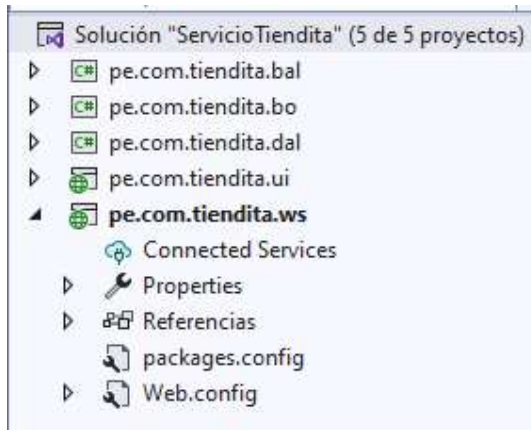 Solución "ServicioTiendita" (5 de 5 proyectos)
C# pe.com.tiendita.bal
C# pe.com.tiendita.bo
C# pe.com.tiendita.dal
pe.com.tiendita.ui
pe.com.tiendita.ws
Connected Services
Properties
Referencias
packages.config
Web.config